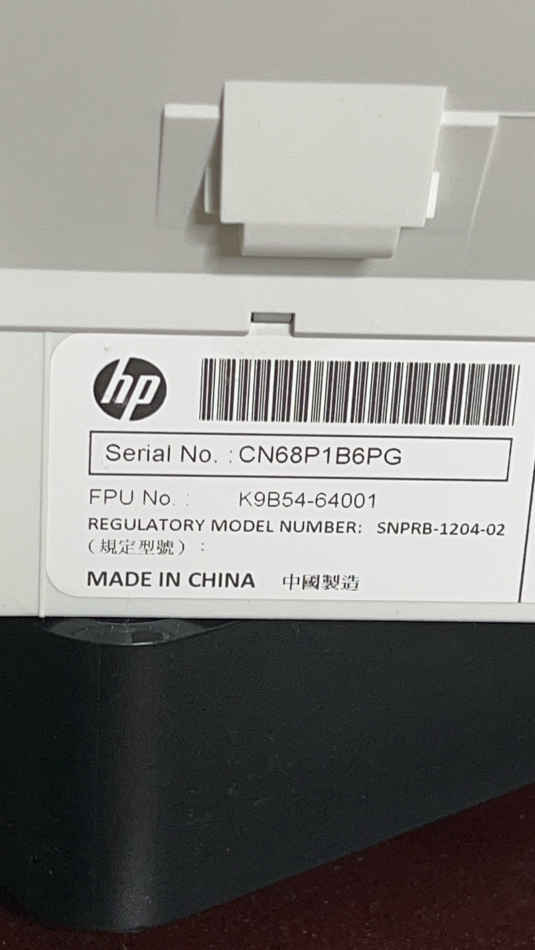 hp
Serial No. : CN68P1B6PG
FPU No. : K9B54-64001
REGULATORY MODEL NUMBER: SNPRB-1204-02
(規定型號) :
MADE IN CHINA 中國製造